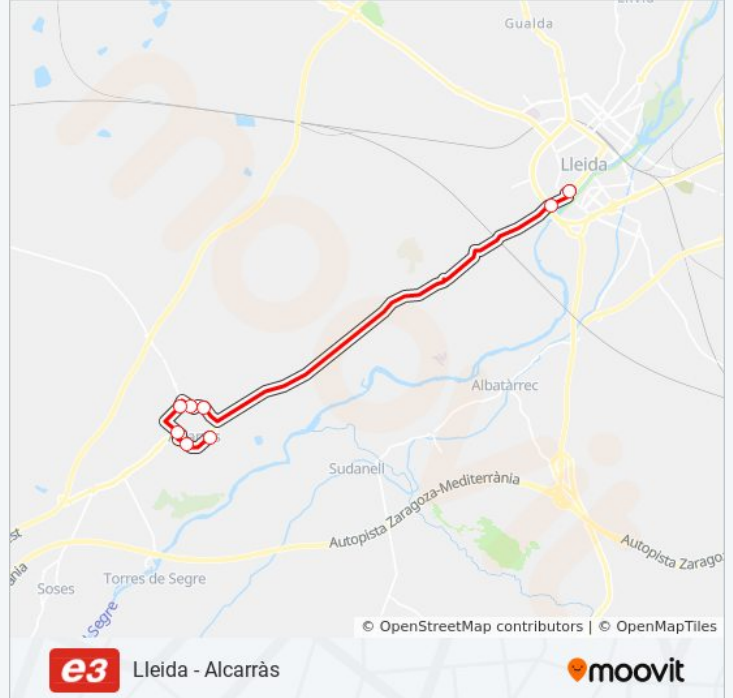 Gualda
Lleida
Albatàrrec
Sudanell
Autopista Zaragoza-Mediterrània
Autopista Zarago
Torres de Segre
Soses
Segre
© OpenStreetMap contributors | © OpenMapTiles
e3 Lleida - Alcarràs moovit